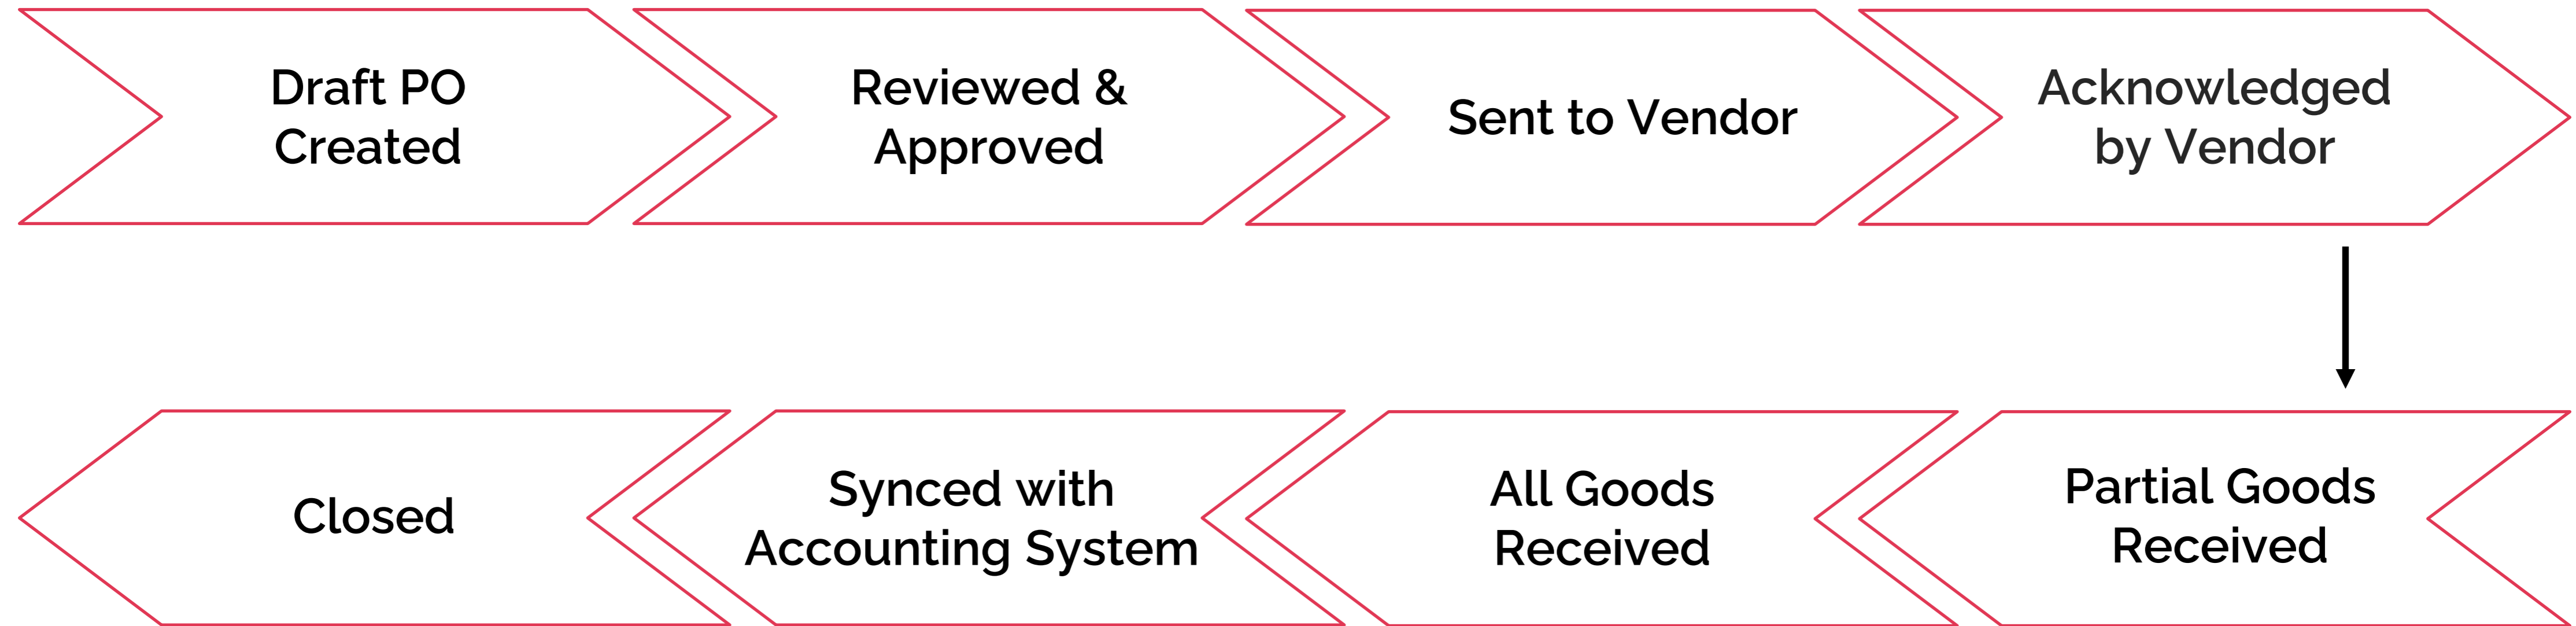 Draft PO
Created
Reviewed &
Approved
Sent to Vendor
Acknowledged
by Vendor
Partial Goods
Received
All Goods
Received
Synced with
Accounting System
Closed